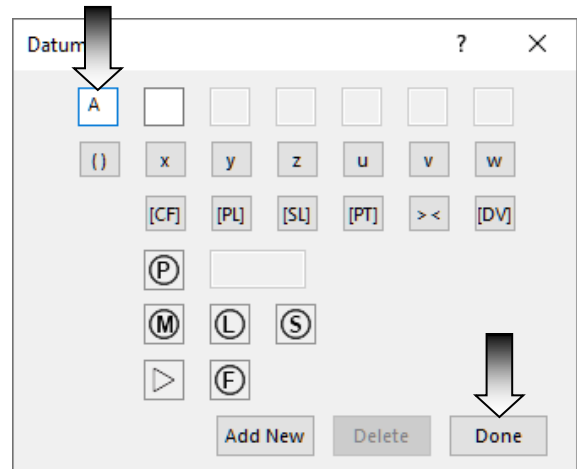 Datum ?
A
() x y z u v w
[CF] [PL] [SL] [PT] >< [DV]
Ⓟ
Ⓜ Ⓛ Ⓢ
Ⓕ
Add New Delete Done